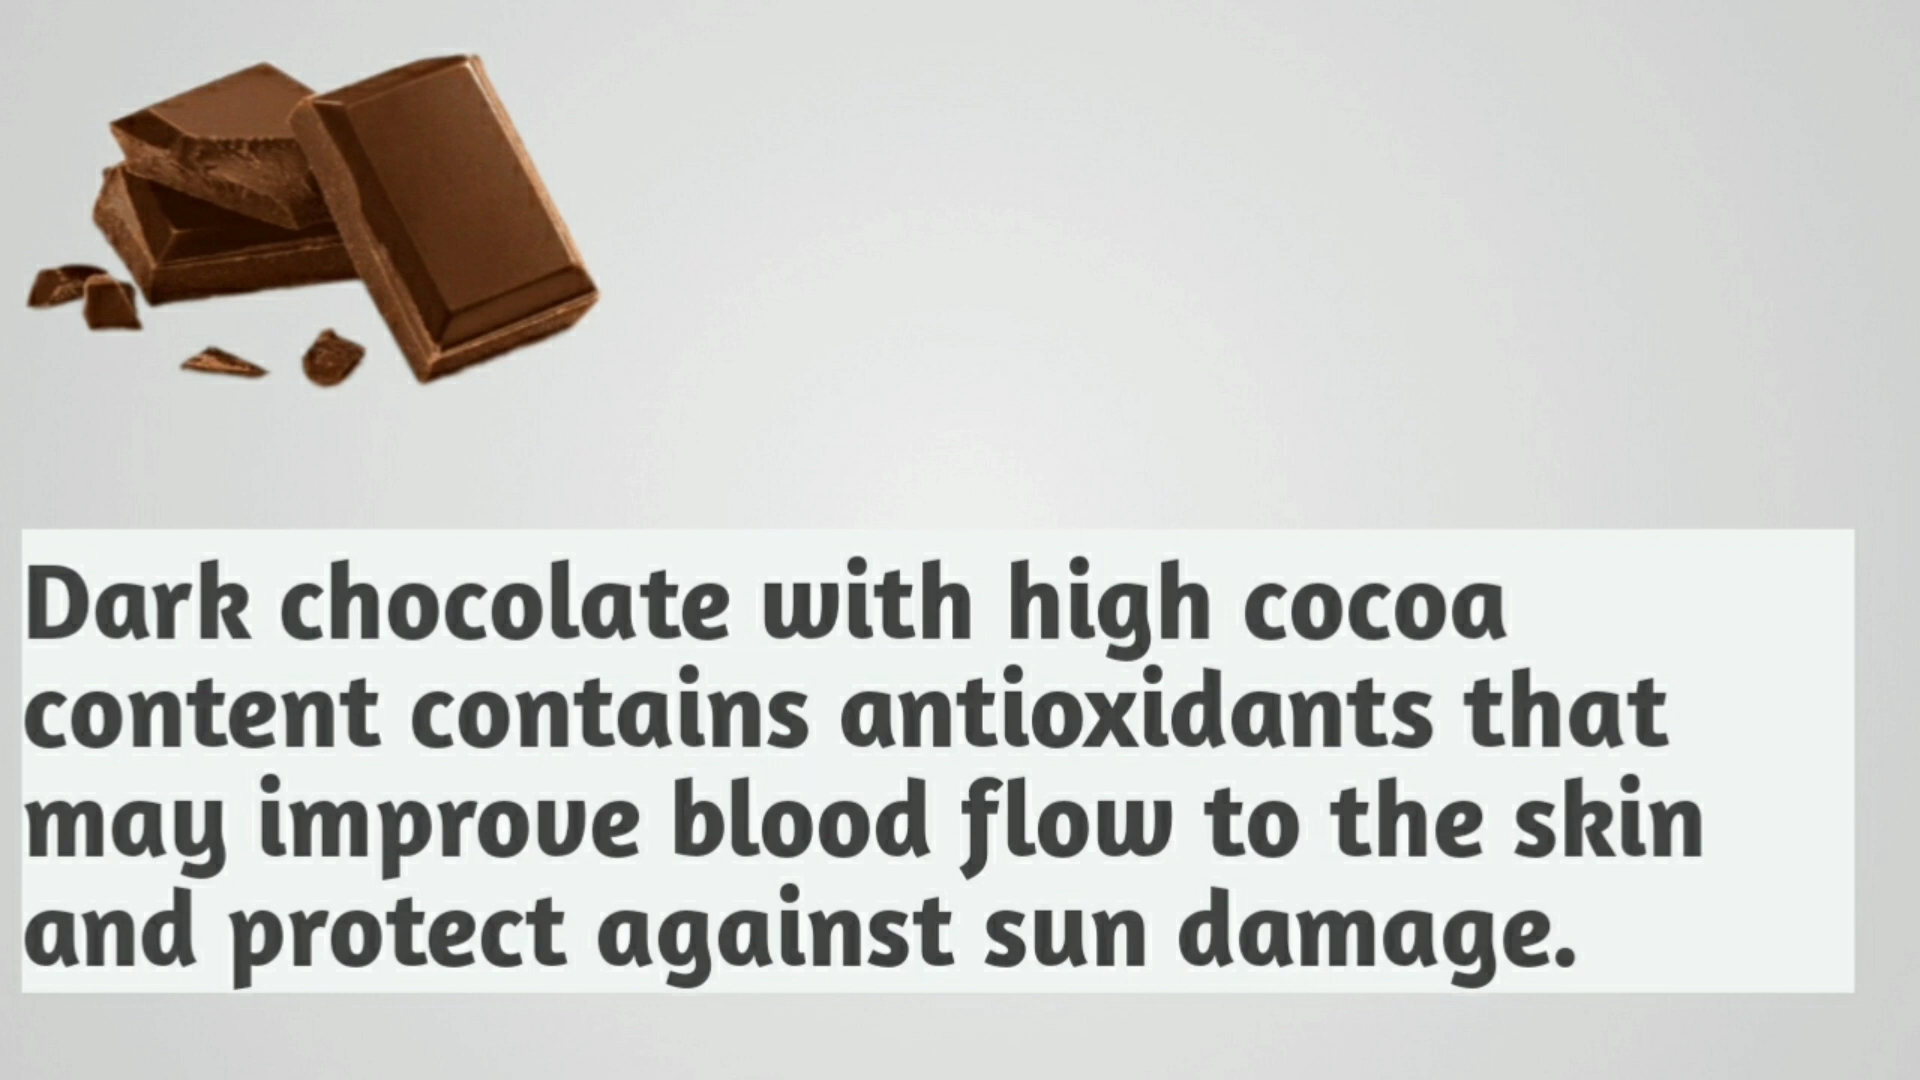 Dark chocolate with high cocoa
content contains antioxidants that
may improve blood flow to the skin
and protect against sun damage.